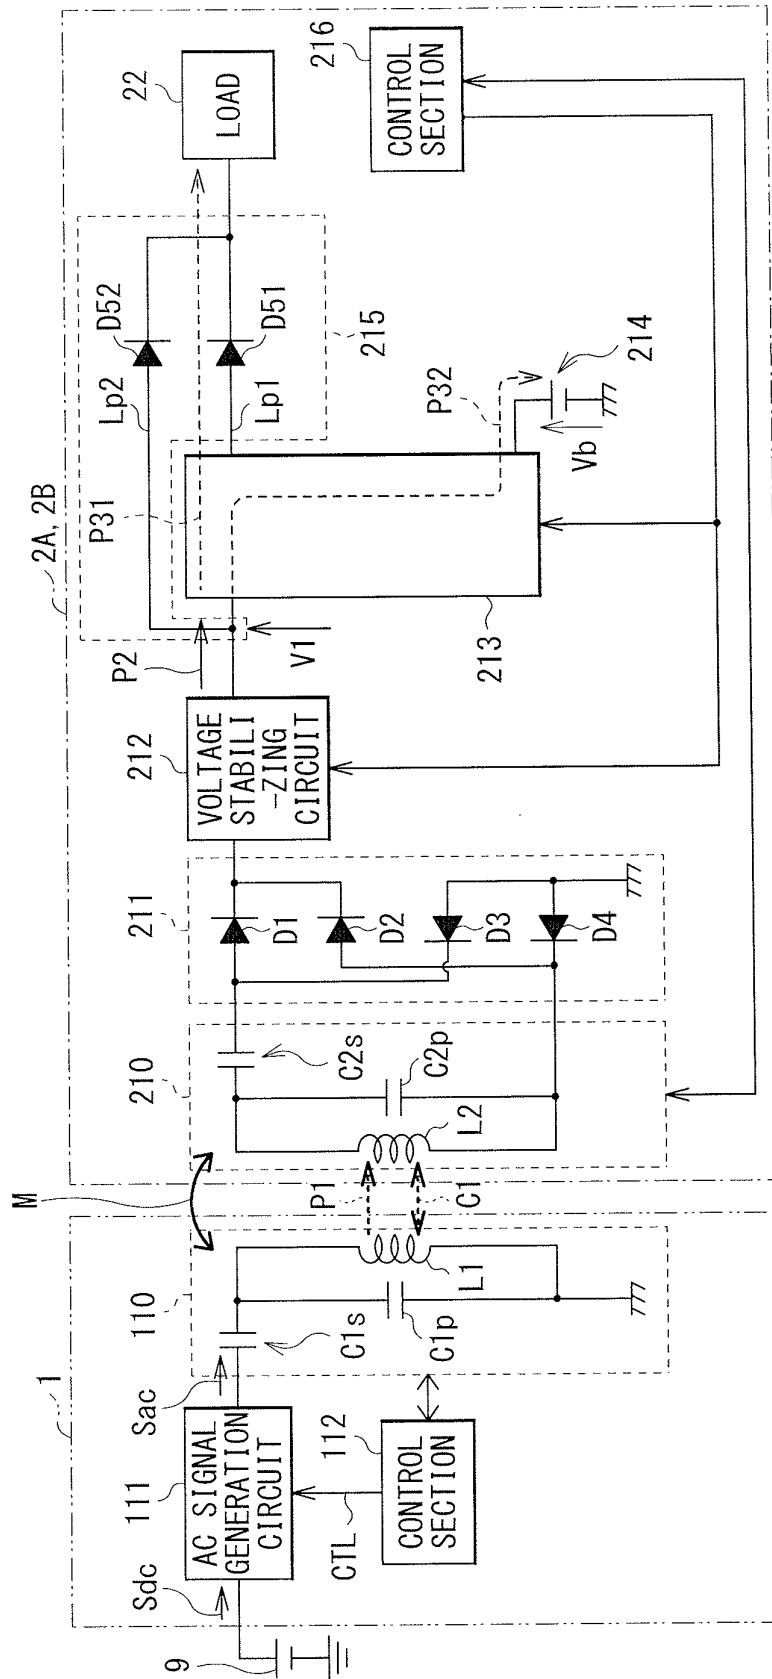 1
2A, 2B
9
Sdc
111
AC SIGNAL
GENERATION
CIRCUIT
Sac
CTL
112
CONTROL
SECTION
110
C1s
C1p
L1
M
P1
C1
210
C2s
C2p
L2
211
D1
D2
D3
D4
212
VOLTAGE
STABILI
-ZING
CIRCUIT
P2
V1
213
P31
Lp2
Lp1
D52
D51
215
P32
Vb
214
22
LOAD
216
CONTROL
SECTION